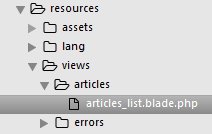 resources
assets
lang
views
articles
articles_list.blade.php
errors